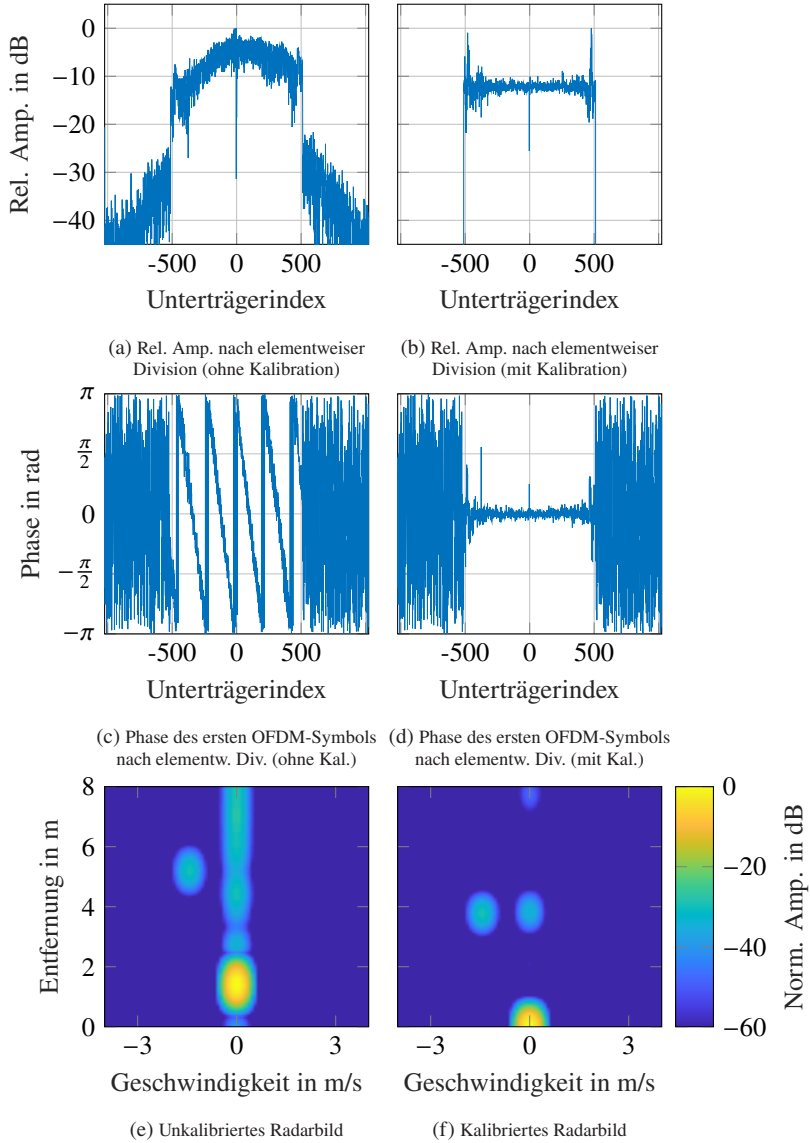 Rel. Amp. in dB
0
−10
−20
−30
−40
-500 0 500
Unterträgerindex
-500 0 500
Unterträgerindex
(a) Rel. Amp. nach elementweiser
Division (ohne Kalibration)
(b) Rel. Amp. nach elementweiser
Division (mit Kalibration)
Phase in rad
π
π/2
0
−π/2
−π
-500 0 500
Unterträgerindex
-500 0 500
Unterträgerindex
(c) Phase des ersten OFDM-Symbols
nach elementw. Div. (ohne Kal.)
(d) Phase des ersten OFDM-Symbols
nach elementw. Div. (mit Kal.)
Entfernung in m
8
6
4
2
0
−3 0 3
Geschwindigkeit in m/s
−3 0 3
Geschwindigkeit in m/s
0
−20
−40
−60
Norm. Amp. in dB
(e) Unkalibriertes Radarbild
(f) Kalibriertes Radarbild